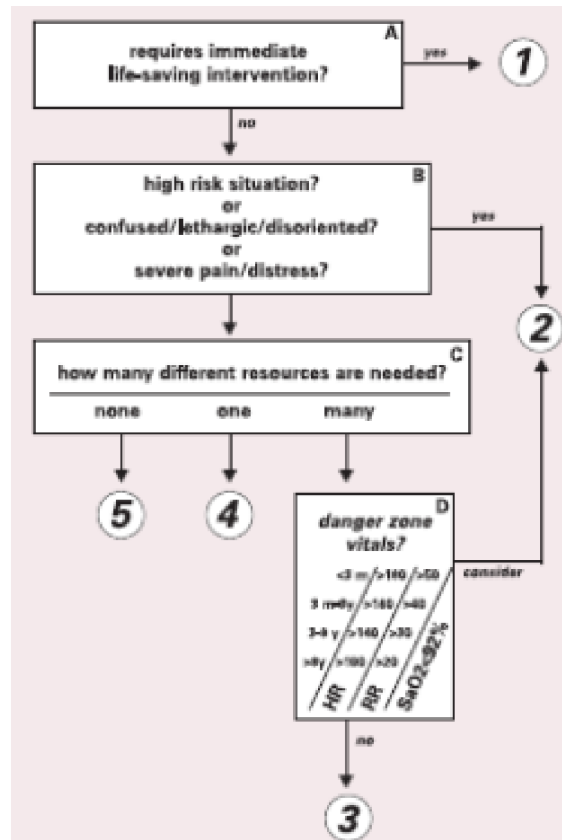 A
requires immediate
life-saving intervention?
yes
1
no
B
high risk situation?
or
confused/lethargic/disoriented?
or
severe pain/distress?
yes
2
C
how many different resources are needed?
none one many
5 4
D
danger zone
vitals?
consider
<3 m >180 >50
>160 >40
>140 >30
>100 >20
HR RR SaO2<92%
no
3